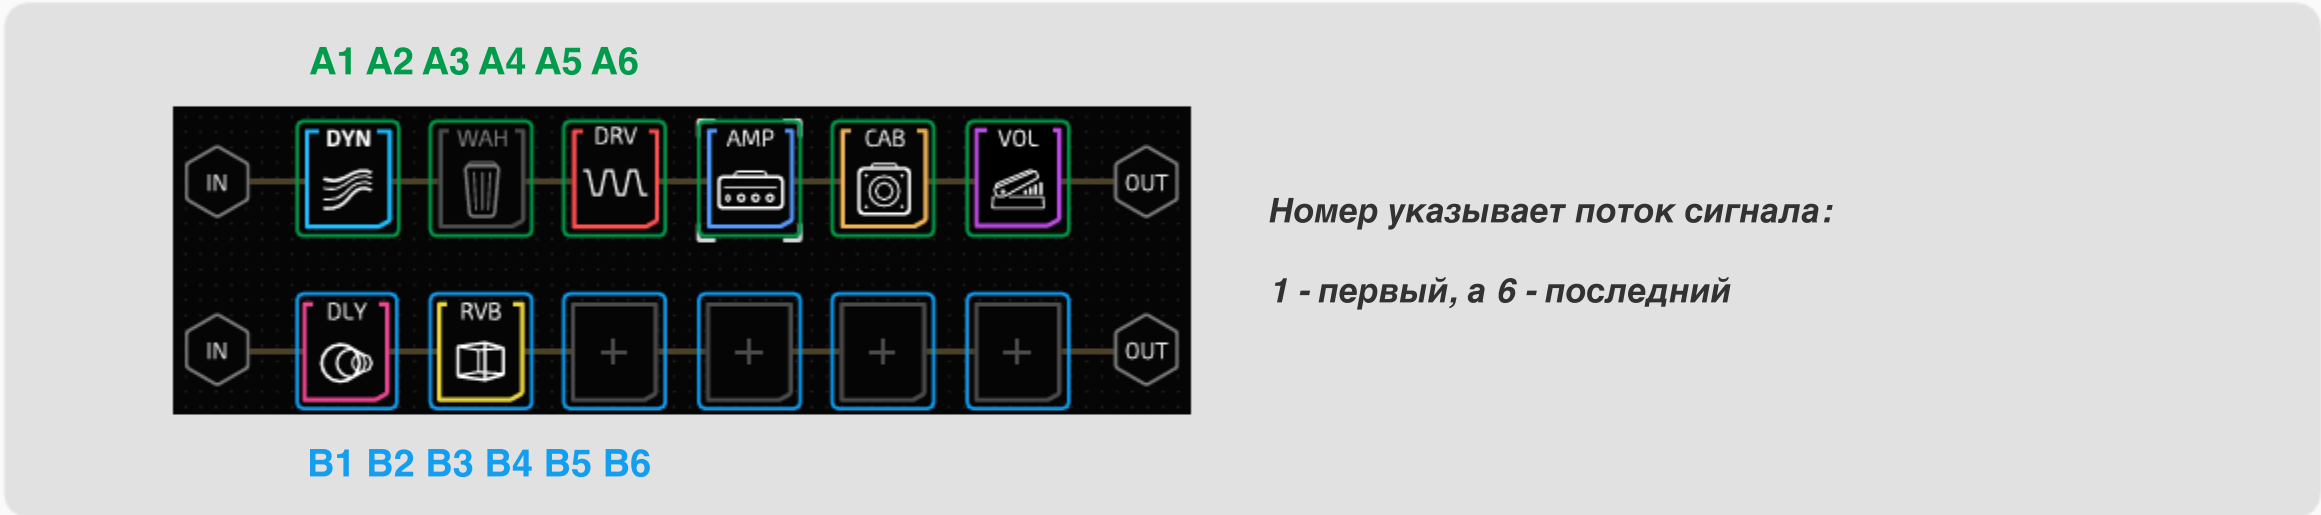 A1 A2 A3 A4 A5 A6
IN DYN WAH DRV AMP CAB VOL OUT
Номер указывает поток сигнала:
1 - первый, а 6 - последний
IN DLY RVB + + + + OUT
B1 B2 B3 B4 B5 B6